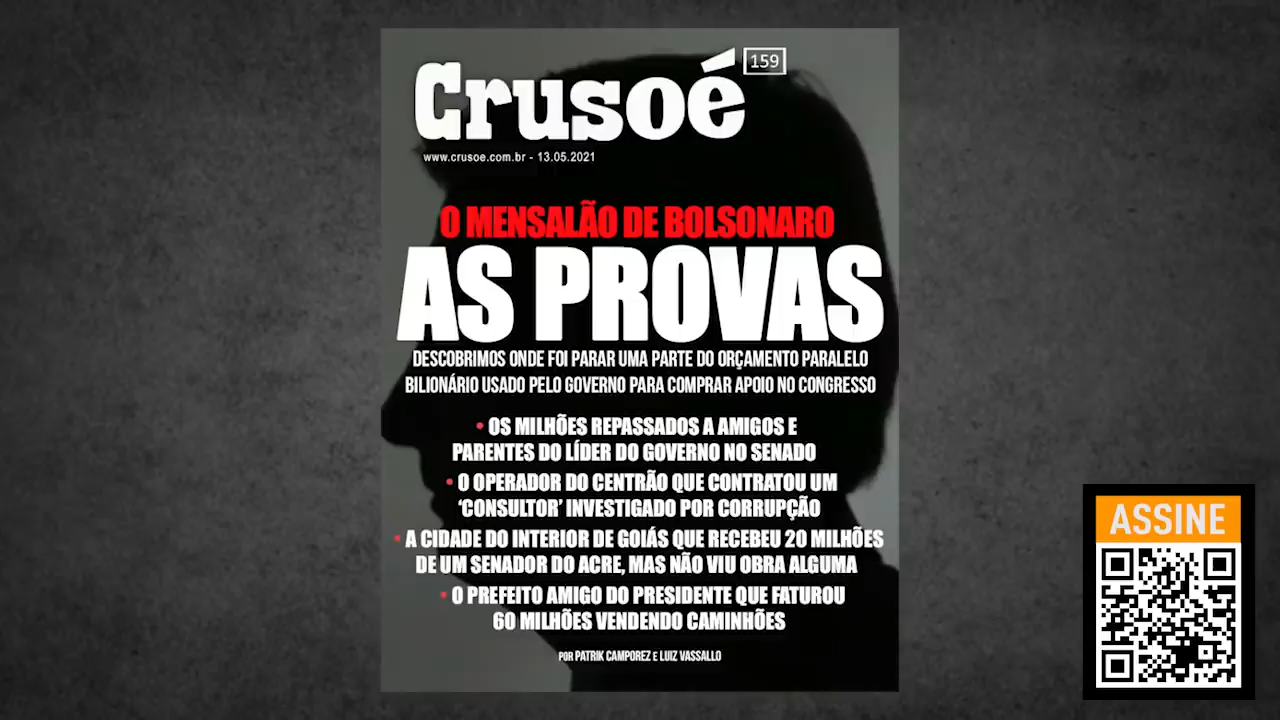 Crusoé
159
www.crusoe.com.br - 13.05.2021
O MENSALÃO DE BOLSONARO
AS PROVAS
DESCOBRIMOS ONDE FOI PARAR UMA PARTE DO ORÇAMENTO PARALELO
BILIONÁRIO USADO PELO GOVERNO PARA COMPRAR APOIO NO CONGRESSO
• OS MILHÕES REPASSADOS A AMIGOS E
PARENTES DO LÍDER DO GOVERNO NO SENADO
• O OPERADOR DO CENTRÃO QUE CONTRATOU UM
‘CONSULTOR’ INVESTIGADO POR CORRUPÇÃO
• A CIDADE DO INTERIOR DE GOIÁS QUE RECEBEU 20 MILHÕES
DE UM SENADOR DO ACRE, MAS NÃO VIU OBRA ALGUMA
• O PREFEITO AMIGO DO PRESIDENTE QUE FATUROU
60 MILHÕES VENDENDO CAMINHÕES
POR PATRIK CAMPOREZ E LUIZ VASSALLO
ASSINE